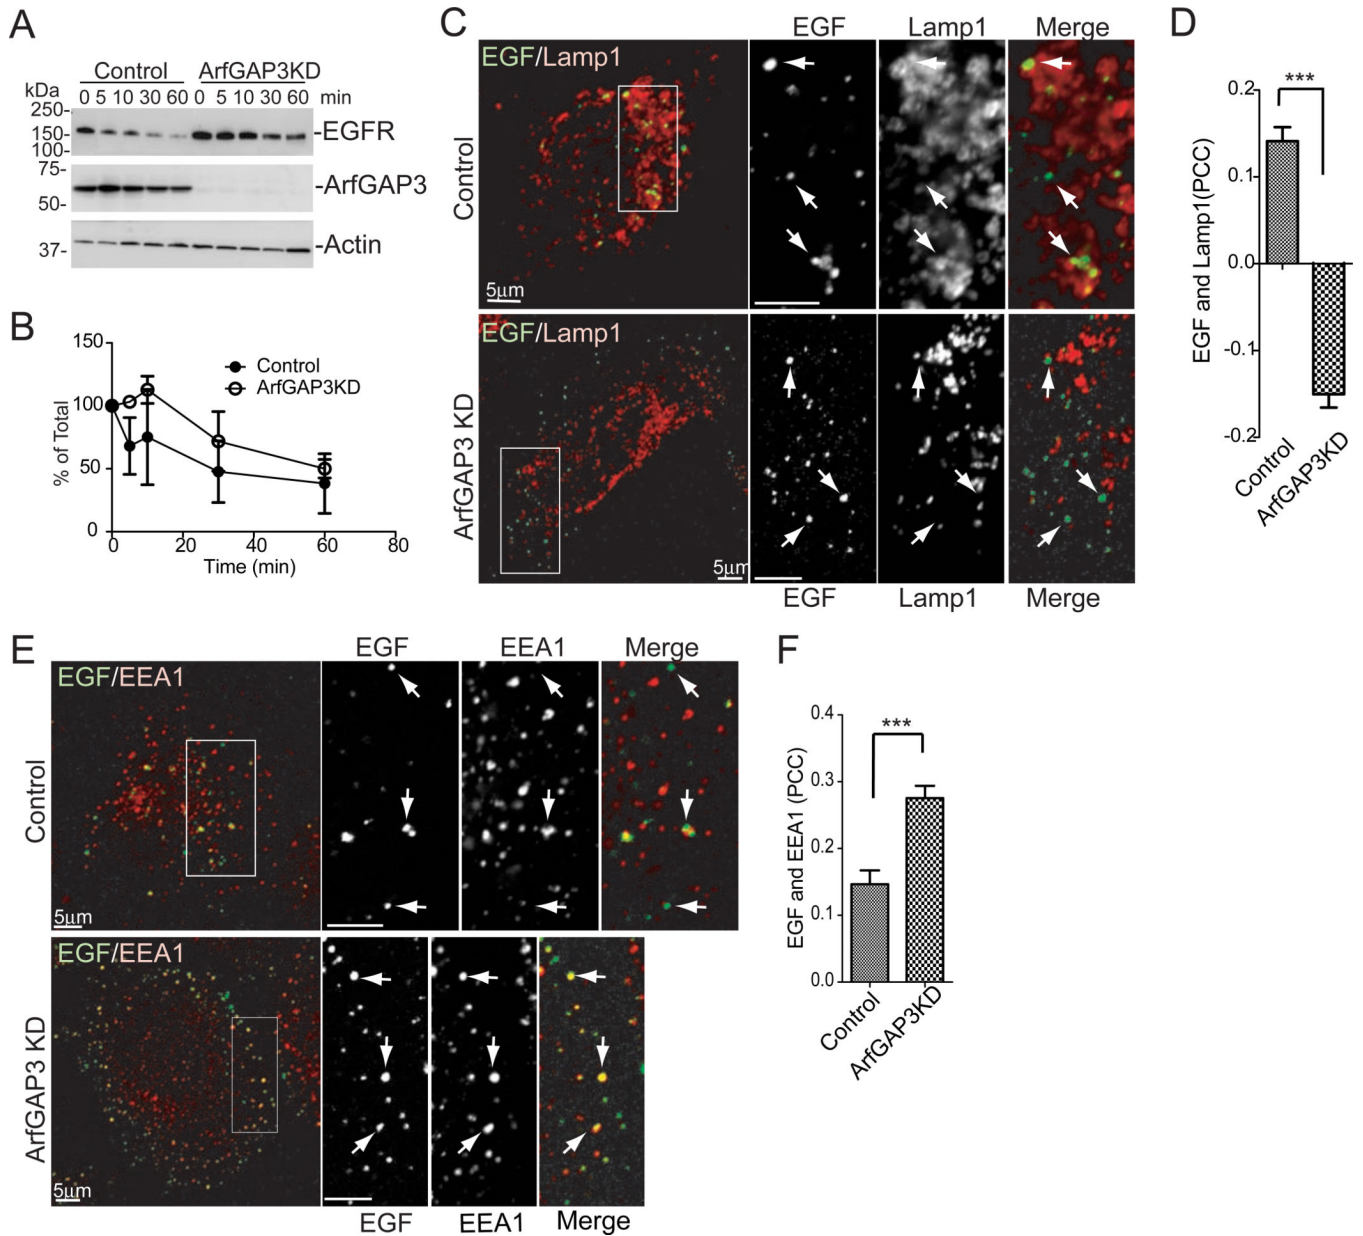 A
Control ArfGAP3KD
kDa 0 5 10 30 60 0 5 10 30 60 min
250-
150-
100-
-EGFR
75-
50-
-ArfGAP3
37-
-Actin
B
150
100
50
0
% of Total
Control
ArfGAP3KD
0 20 40 60 80
Time (min)
C
EGF Lamp1 Merge
Control
EGF/Lamp1
5μm
ArfGAP3 KD
EGF/Lamp1
5μm
EGF Lamp1 Merge
D
***
0.2
0.1
0.0
-0.1
-0.2
EGF and Lamp1(PCC)
Control
ArfGAP3KD
E
EGF EEA1 Merge
Control
EGF/EEA1
5μm
ArfGAP3 KD
EGF/EEA1
5μm
EGF EEA1 Merge
F
***
0.4
0.3
0.2
0.1
0.0
EGF and EEA1 (PCC)
Control
ArfGAP3KD